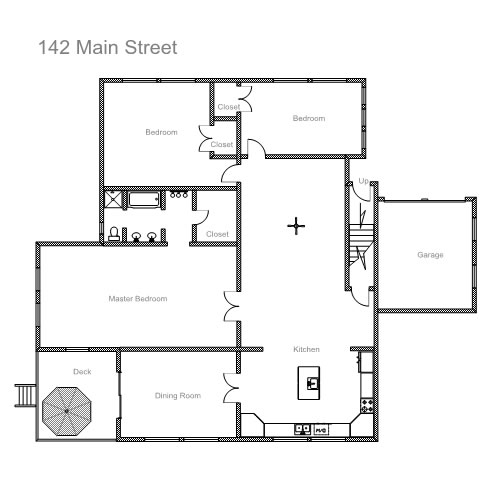 142 Main Street
Closet
Bedroom
Bedroom
Closet
Up
Closet
Garage
Master Bedroom
Kitchen
Deck
Dining Room